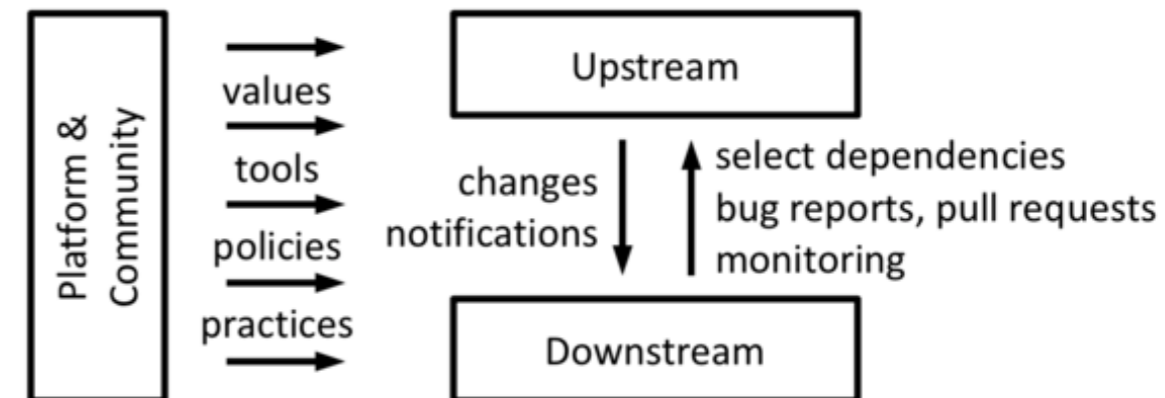 Platform &
Community
values
tools
policies
practices
Upstream
changes
notifications
select dependencies
bug reports, pull requests
monitoring
Downstream